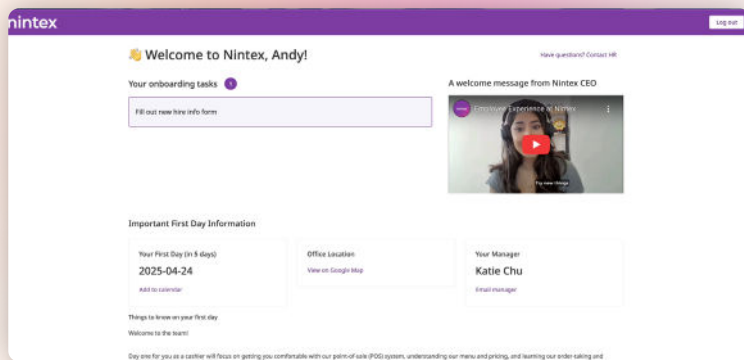 nintex
Log out
👋 Welcome to Nintex, Andy!
Have questions? Contact HR
Your onboarding tasks 1
Fill out new hire info form
A welcome message from Nintex CEO
Employee Experience at Nintex
Try new things
Important First Day Information
Your First Day (in 5 days)
2025-04-24
Add to calendar
Office Location
View on Google Map
Your Manager
Katie Chu
Email manager
Things to know on your first day
Welcome to the team!
Day one for you as a cashier will focus on getting you comfortable with our point-of-sale (POS) system, understanding our menu and pricing, and learning our order-taking and